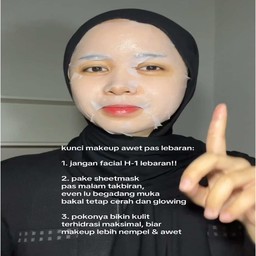 kunci makeup awet pas lebaran:
1. jangan facial H-1 lebaran!!
2. pake sheetmask
pas malam takbiran,
even lu begadang muka
bakal tetap cerah dan glowing
3. pokonya bikin kulit
terhidrasi maksimal, biar
makeup lebih nempel & awet